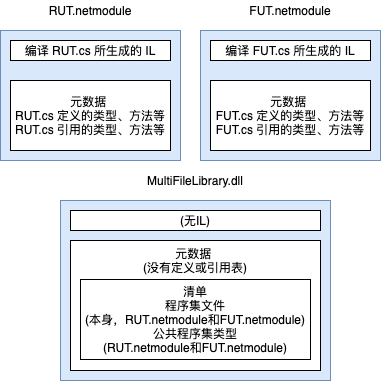 RUT.netmodule
FUT.netmodule
编译 RUT.cs 所生成的 IL
编译 FUT.cs 所生成的 IL
元数据
RUT.cs 定义的类型、方法等
RUT.cs 引用的类型、方法等
元数据
FUT.cs 定义的类型、方法等
FUT.cs 引用的类型、方法等
MultiFileLibrary.dll
(无IL)
元数据
(没有定义或引用表)
清单
程序集文件
(本身，RUT.netmodule和FUT.netmodule)
公共程序集类型
(RUT.netmodule和FUT.netmodule)